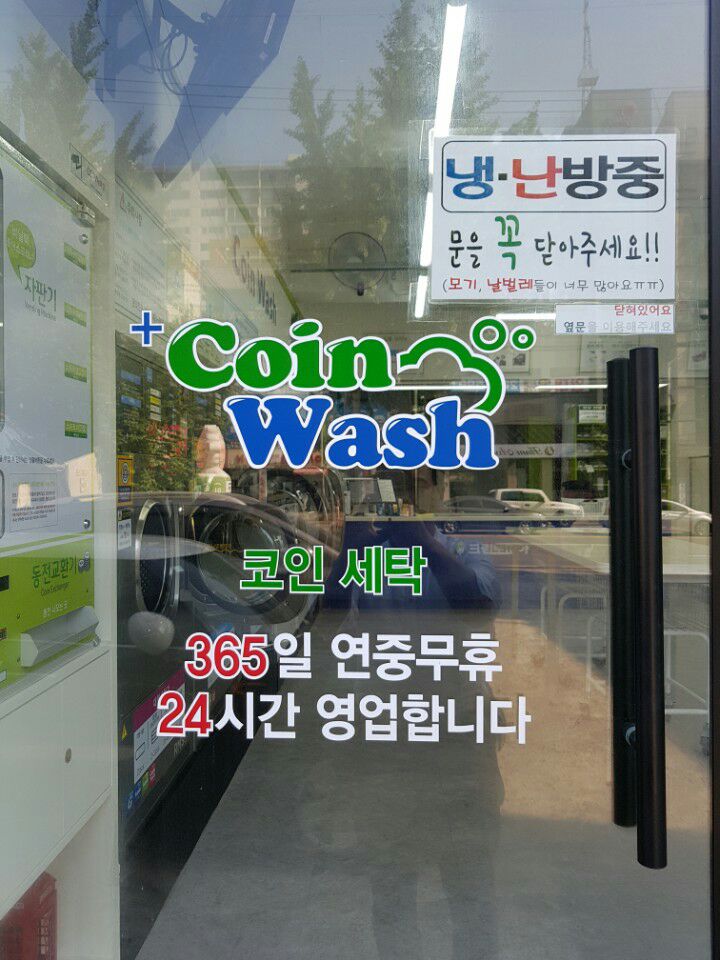 냉·난방중
문을 꼭 닫아주세요!!
(모기, 날벌레들이 너무 많아요ㅠㅠ)
닫혀있어요
옆문을 이용해주세요
+Coin
Wash
코인 세탁
365일 연중무휴
24시간 영업합니다
자판기
동전교환기
Coin Exchanger